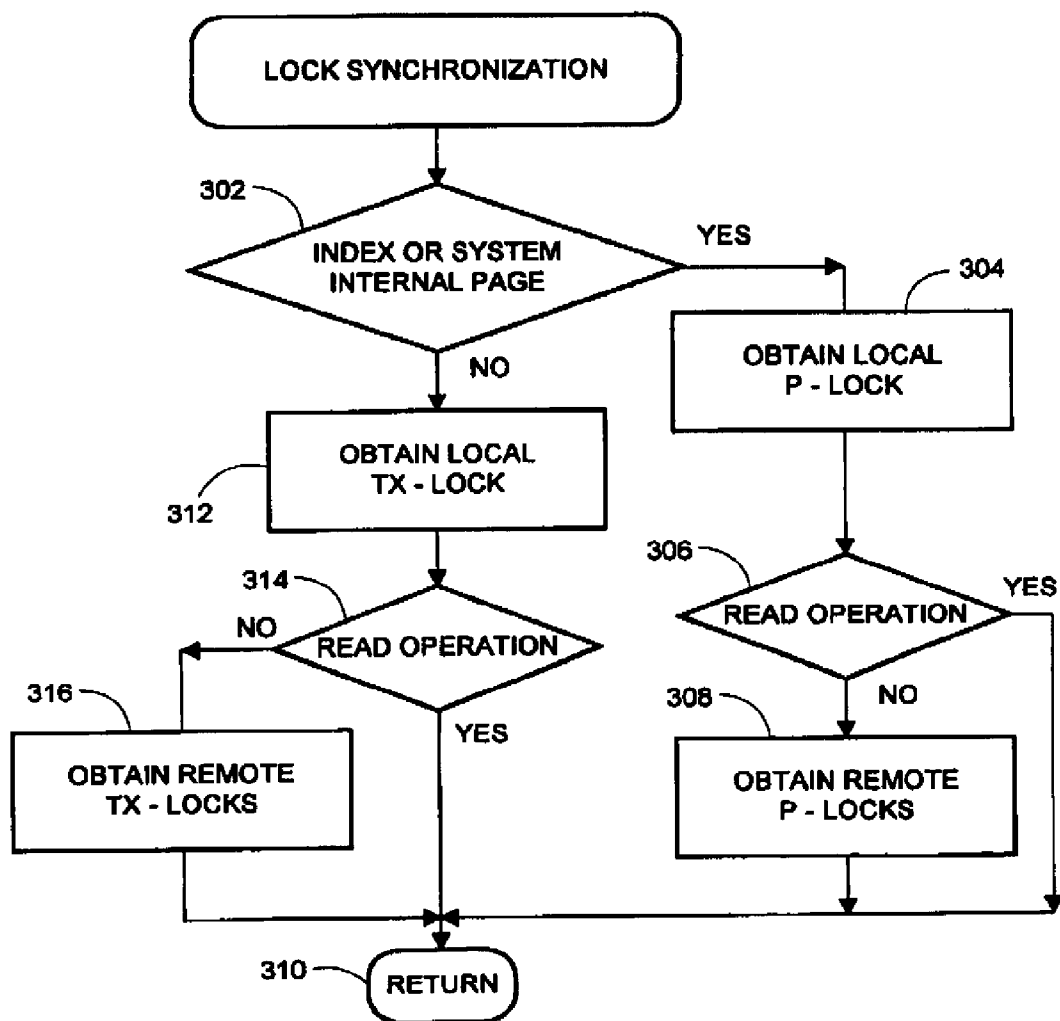 LOCK SYNCHRONIZATION
302
INDEX OR SYSTEM
INTERNAL PAGE
YES
304
OBTAIN LOCAL
P - LOCK
NO
OBTAIN LOCAL
TX - LOCK
312
314
READ OPERATION
NO
YES
306
READ OPERATION
YES
NO
316
OBTAIN REMOTE
TX - LOCKS
308
OBTAIN REMOTE
P - LOCKS
310
RETURN